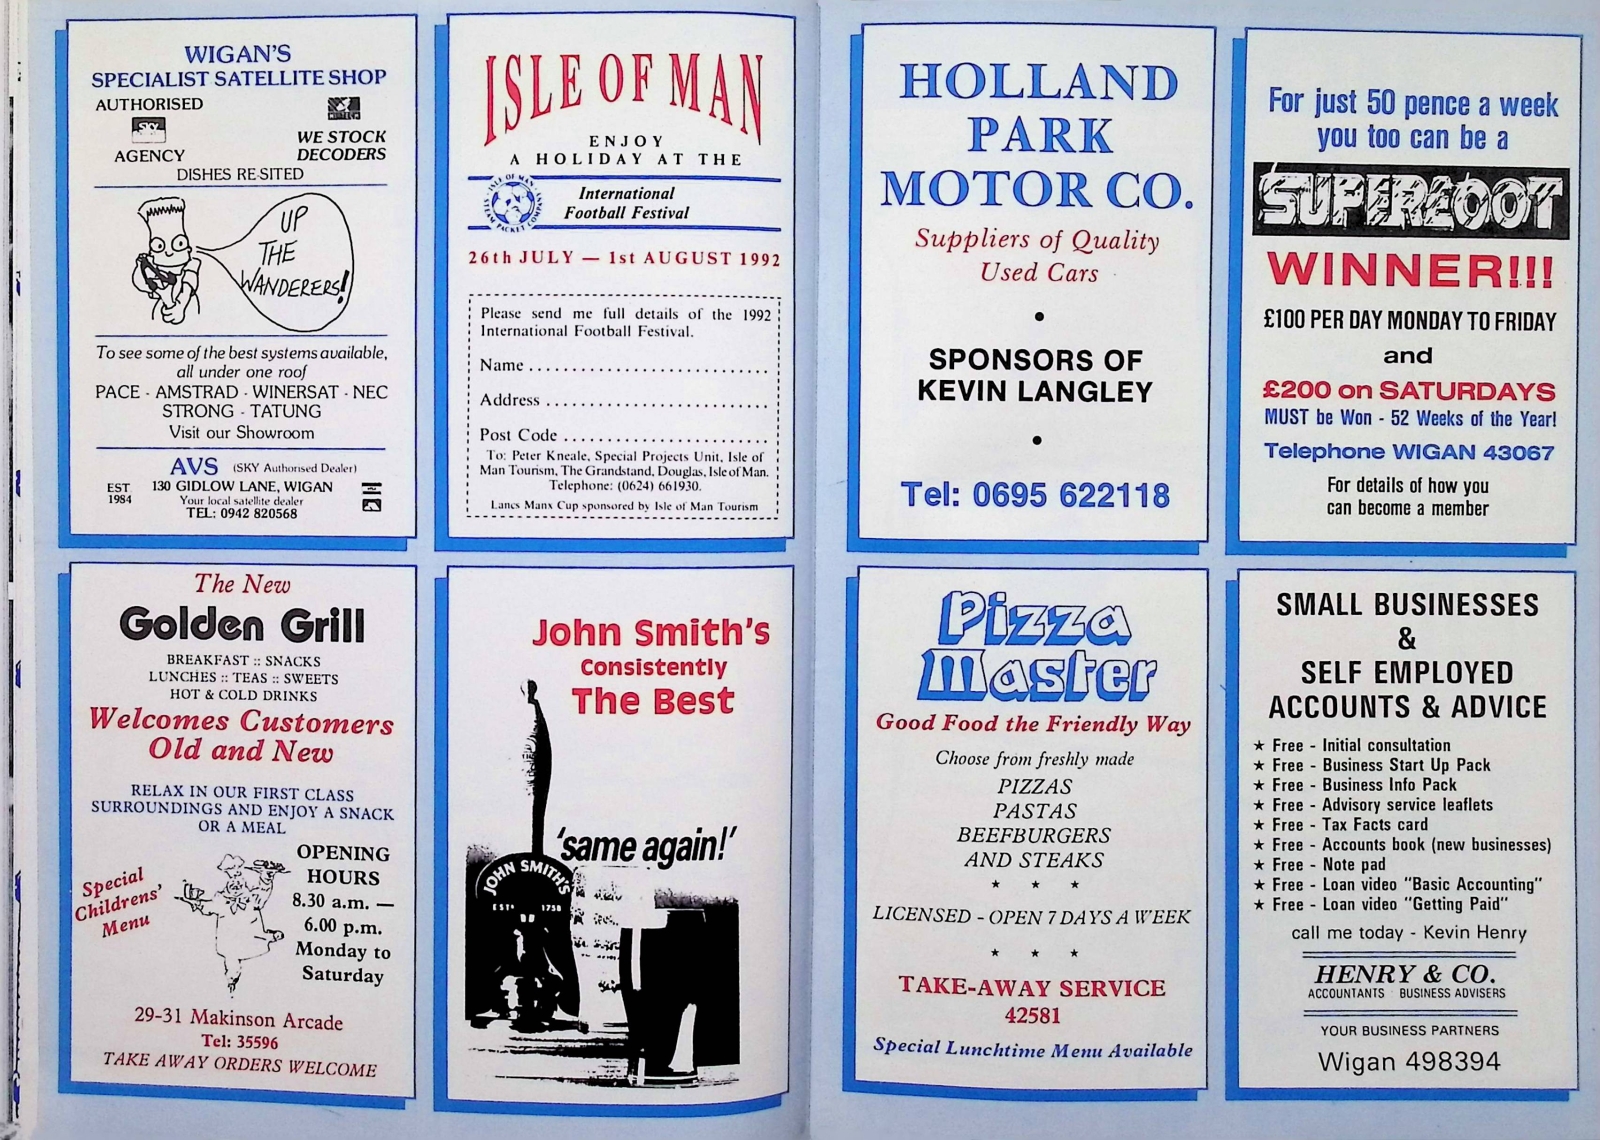 WIGAN'S
SPECIALIST SATELLITE SHOP
AUTHORISED
SKY
AGENCY
WE STOCK
DECODERS
DISHES RE-SITED
UP
THE
WANDERERS!
To see some of the best systems available,
all under one roof
PACE - AMSTRAD - WINERSAT - NEC
STRONG - TATUNG
Visit our Showroom
AVS (SKY Authorised Dealer)
EST. 1984
130 GIDLOW LANE, WIGAN
Your local satellite dealer
TEL: 0942 820568
ISLE OF MAN
ENJOY
A HOLIDAY AT THE
ISLE OF MAN
STEAM PACKET COMPANY
International
Football Festival
26th JULY — 1st AUGUST 1992
Please send me full details of the 1992
International Football Festival.
Name
Address
Post Code
To: Peter Kneale, Special Projects Unit, Isle of
Man Tourism, The Grandstand, Douglas, Isle of Man.
Telephone: (0624) 661930.
Lancs Manx Cup sponsored by Isle of Man Tourism
HOLLAND
PARK
MOTOR CO.
Suppliers of Quality
Used Cars
SPONSORS OF
KEVIN LANGLEY
Tel: 0695 622118
For just 50 pence a week
you too can be a
SUPERFOOT
WINNER!!!
£100 PER DAY MONDAY TO FRIDAY
and
£200 on SATURDAYS
MUST be Won - 52 Weeks of the Year!
Telephone WIGAN 43067
For details of how you
can become a member
The New
Golden Grill
BREAKFAST :: SNACKS
LUNCHES :: TEAS :: SWEETS
HOT & COLD DRINKS
Welcomes Customers
Old and New
RELAX IN OUR FIRST CLASS
SURROUNDINGS AND ENJOY A SNACK
OR A MEAL
Special
Childrens'
Menu
OPENING
HOURS
8.30 a.m. —
6.00 p.m.
Monday to
Saturday
29-31 Makinson Arcade
Tel: 35596
TAKE AWAY ORDERS WELCOME
John Smith's
Consistently
The Best
'same again!'
JOHN SMITH'S
ESTD 1758
Pizza
Master
Good Food the Friendly Way
Choose from freshly made
PIZZAS
PASTAS
BEEFBURGERS
AND STEAKS
* * *
LICENSED - OPEN 7 DAYS A WEEK
* * *
TAKE-AWAY SERVICE
42581
Special Lunchtime Menu Available
SMALL BUSINESSES
&
SELF EMPLOYED
ACCOUNTS & ADVICE
★ Free - Initial consultation
★ Free - Business Start Up Pack
★ Free - Business Info Pack
★ Free - Advisory service leaflets
★ Free - Tax Facts card
★ Free - Accounts book (new businesses)
★ Free - Note pad
★ Free - Loan video "Basic Accounting"
★ Free - Loan video "Getting Paid"
call me today - Kevin Henry
HENRY & CO.
ACCOUNTANTS BUSINESS ADVISERS
YOUR BUSINESS PARTNERS
Wigan 498394